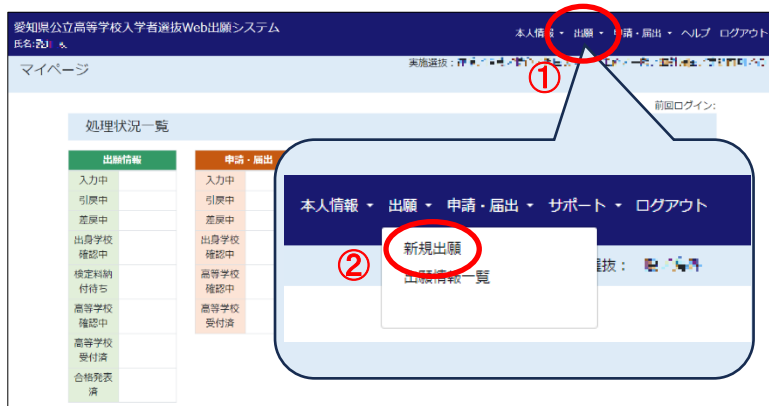 愛知県公立高等学校入学者選抜Web出願システム
氏名:
本人情報 出願 申請・届出 ヘルプ ログアウト
マイページ
実施選抜:
①
前回ログイン:
処理状況一覧
出願情報
申請・届出
入力中
引戻中
差戻中
出身学校
確認中
検定料納
付待ち
高等学校
確認中
高等学校
受付済
合格発表
済
入力中
引戻中
差戻中
出身学校
確認中
高等学校
確認中
高等学校
受付済
本人情報 出願 申請・届出 サポート ログアウト
②
新規出願
選抜:
出願情報一覧